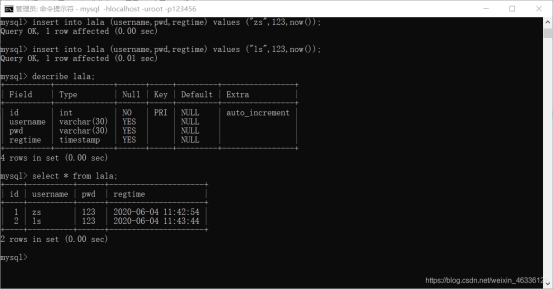 管理员: 命令提示符 - mysql -hlocalhost -uroot -p123456
mysql> insert into lala (username,pwd,regtime) values ("zs",123,now());
Query OK, 1 row affected (0.00 sec)
mysql> insert into lala (username,pwd,regtime) values ("ls",123,now());
Query OK, 1 row affected (0.01 sec)
mysql> describe lala;
| Field | Type | Null | Key | Default | Extra |
| id | int | NO | PRI | NULL | auto_increment |
| username | varchar(30) | YES | | NULL | |
| pwd | varchar(30) | YES | | NULL | |
| regtime | timestamp | YES | | NULL | |
4 rows in set (0.00 sec)
mysql> select * from lala;
| id | username | pwd | regtime |
| 1 | zs | 123 | 2020-06-04 11:42:54 |
| 2 | ls | 123 | 2020-06-04 11:43:44 |
2 rows in set (0.00 sec)
mysql>
https://blog.csdn.net/weixin_4633612